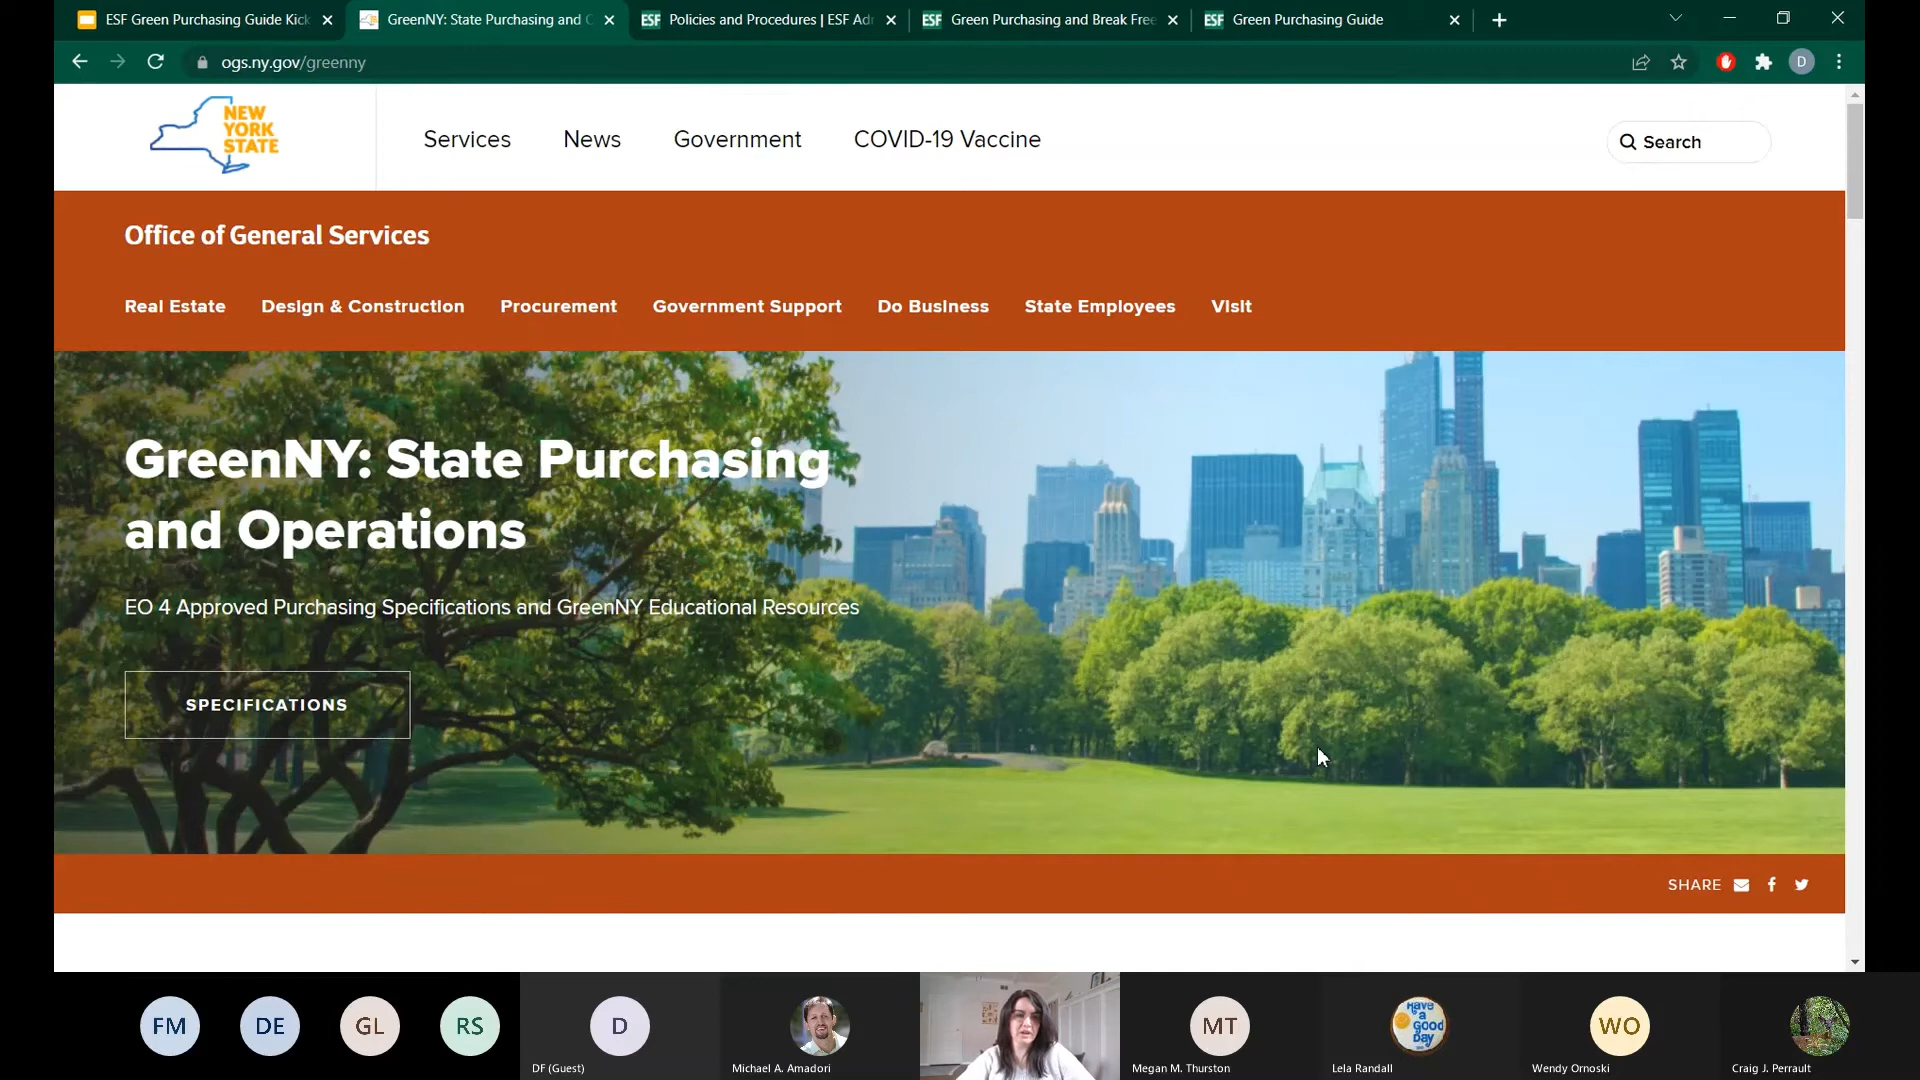 ESF Green Purchasing Guide Kick
GreenNY: State Purchasing and O
ESF Policies and Procedures | ESF Adm
ESF Green Purchasing and Break Free
ESF Green Purchasing Guide
ogs.ny.gov/greenny
D
NEW
YORK
STATE
Services
News
Government
COVID-19 Vaccine
Search
Office of General Services
Real Estate
Design & Construction
Procurement
Government Support
Do Business
State Employees
Visit
GreenNY: State Purchasing
and Operations
EO 4 Approved Purchasing Specifications and GreenNY Educational Resources
SPECIFICATIONS
SHARE
FM
DE
GL
RS
D
MT
Have
a
good
Day
WO
DF (Guest)
Michael A. Amadori
Megan M. Thurston
Lela Randall
Wendy Ornoski
Craig J. Perrault